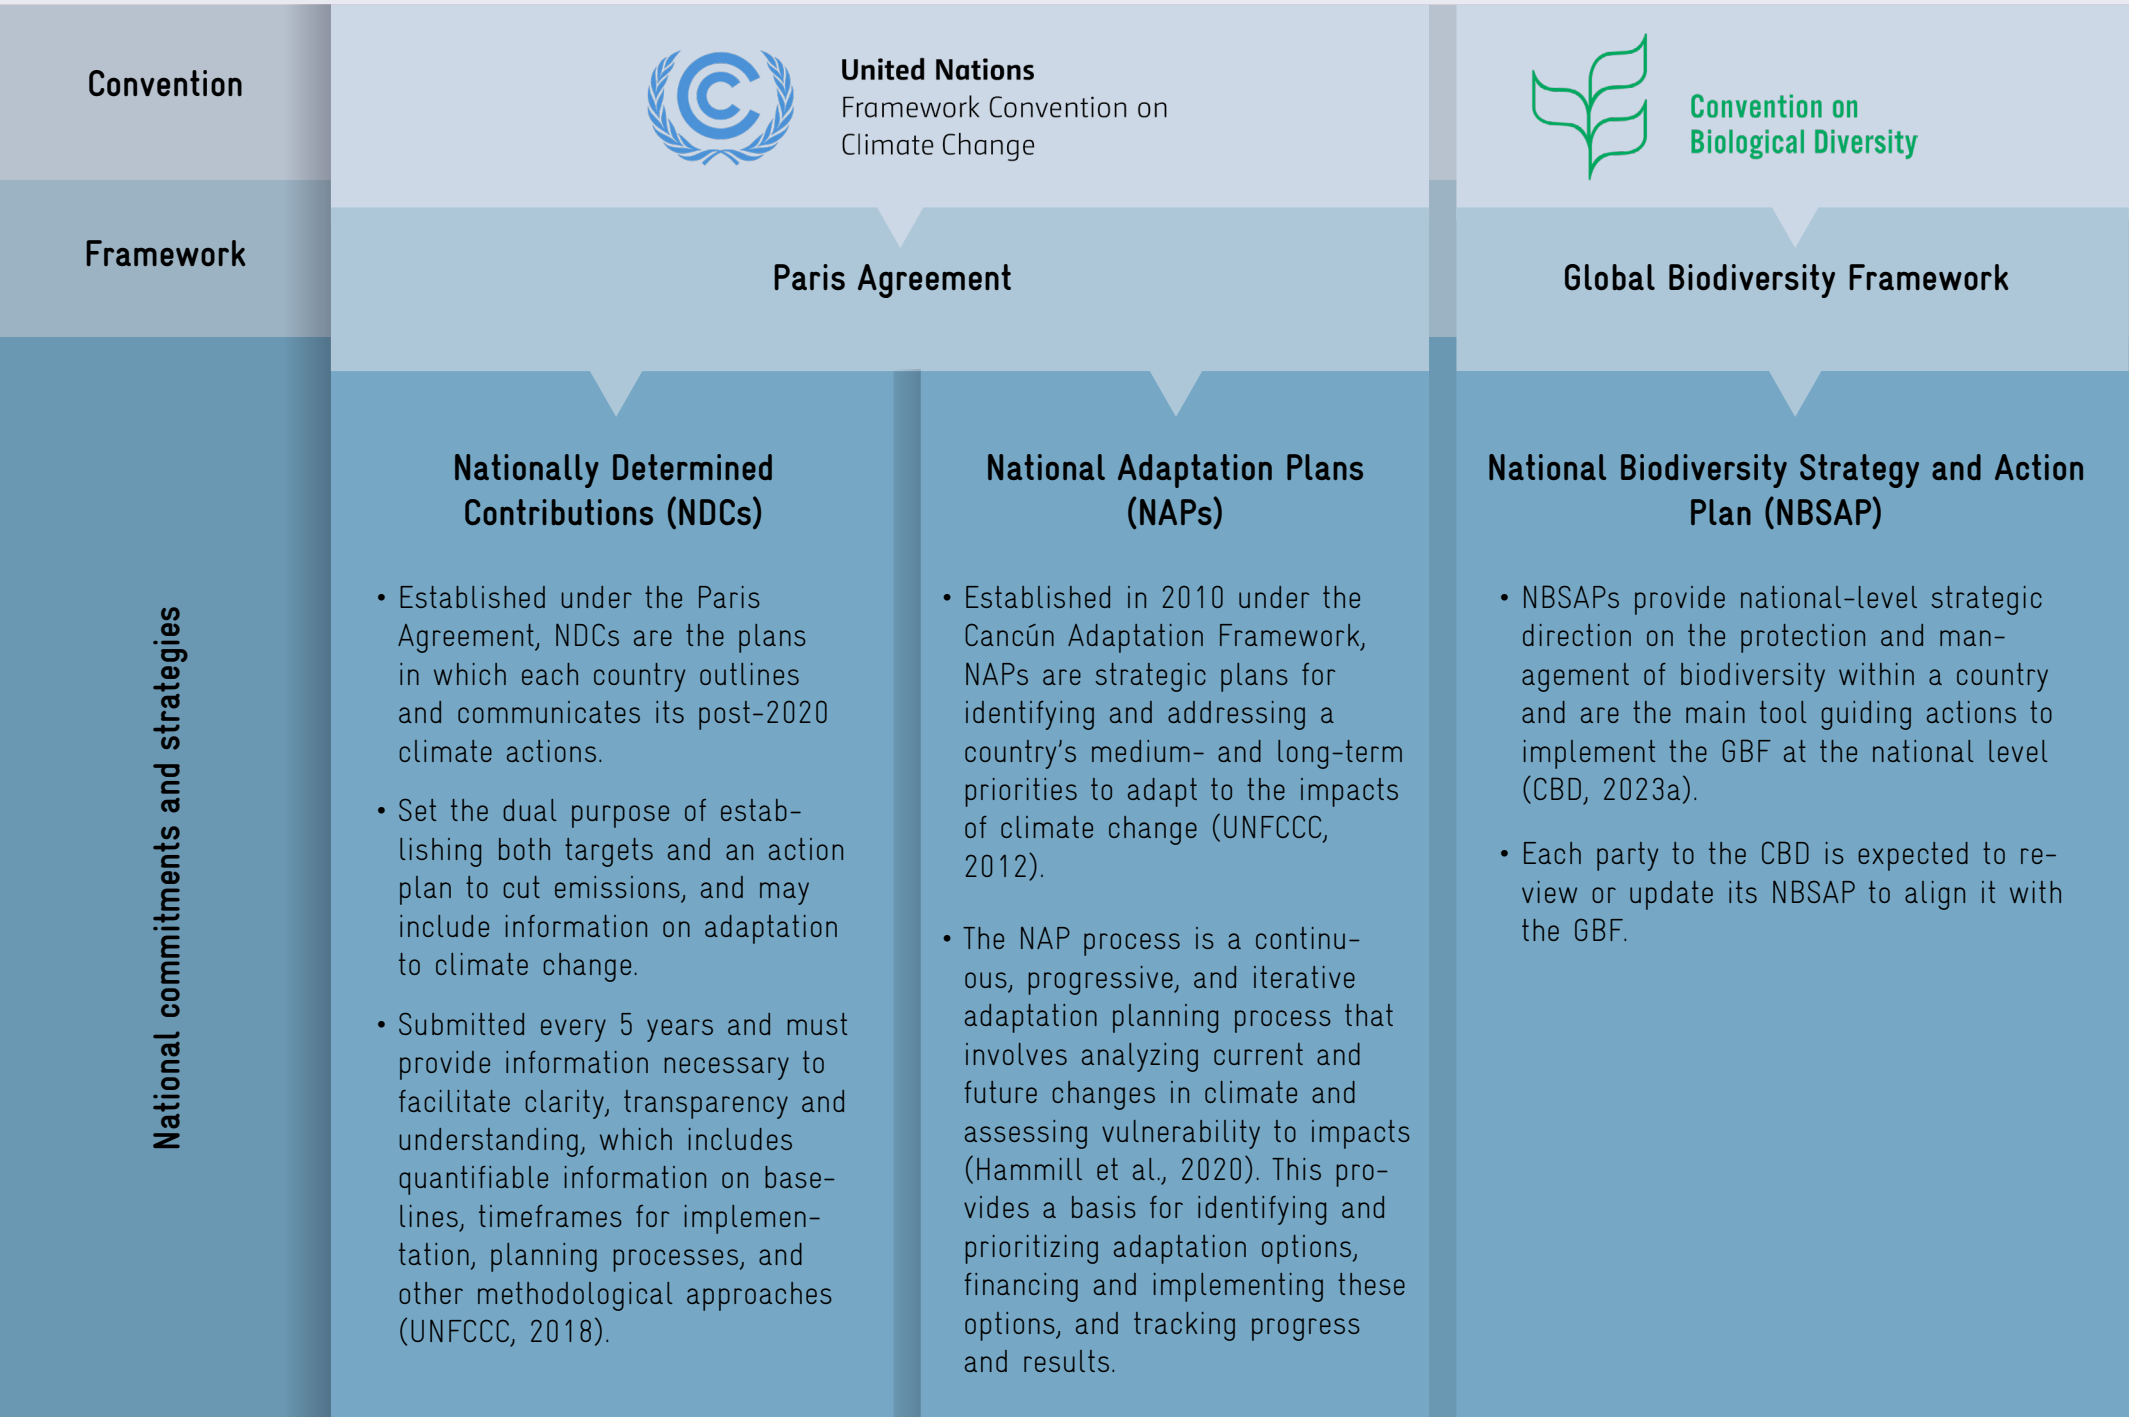 Convention
United Nations
Framework Convention on
Climate Change
Convention on
Biological Diversity
Framework
Paris Agreement
Global Biodiversity Framework
National commitments and strategies
Nationally Determined
Contributions (NDCs)
• Established under the Paris
Agreement, NDCs are the plans
in which each country outlines
and communicates its post-2020
climate actions.
• Set the dual purpose of estab-
lishing both targets and an action
plan to cut emissions, and may
include information on adaptation
to climate change.
• Submitted every 5 years and must
provide information necessary to
facilitate clarity, transparency and
understanding, which includes
quantifiable information on base-
lines, timeframes for implemen-
tation, planning processes, and
other methodological approaches
(UNFCCC, 2018).
National Adaptation Plans
(NAPs)
• Established in 2010 under the
Cancún Adaptation Framework,
NAPs are strategic plans for
identifying and addressing a
country's medium- and long-term
priorities to adapt to the impacts
of climate change (UNFCCC,
2012).
• The NAP process is a continu-
ous, progressive, and iterative
adaptation planning process that
involves analyzing current and
future changes in climate and
assessing vulnerability to impacts
(Hammill et al., 2020). This pro-
vides a basis for identifying and
prioritizing adaptation options,
financing and implementing these
options, and tracking progress
and results.
National Biodiversity Strategy and Action
Plan (NBSAP)
• NBSAPs provide national-level strategic
direction on the protection and man-
agement of biodiversity within a country
and are the main tool guiding actions to
implement the GBF at the national level
(CBD, 2023a).
• Each party to the CBD is expected to re-
view or update its NBSAP to align it with
the GBF.